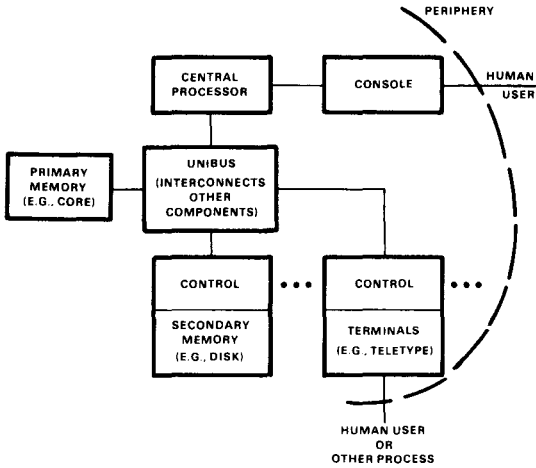 PERIPHERY
CENTRAL
PROCESSOR
CONSOLE
HUMAN
USER
PRIMARY
MEMORY
(E.G., CORE)
UNIBUS
(INTERCONNECTS
OTHER
COMPONENTS)
CONTROL
SECONDARY
MEMORY
(E.G., DISK)
CONTROL
TERMINALS
(E.G., TELETYPE)
HUMAN USER
OR
OTHER PROCESS